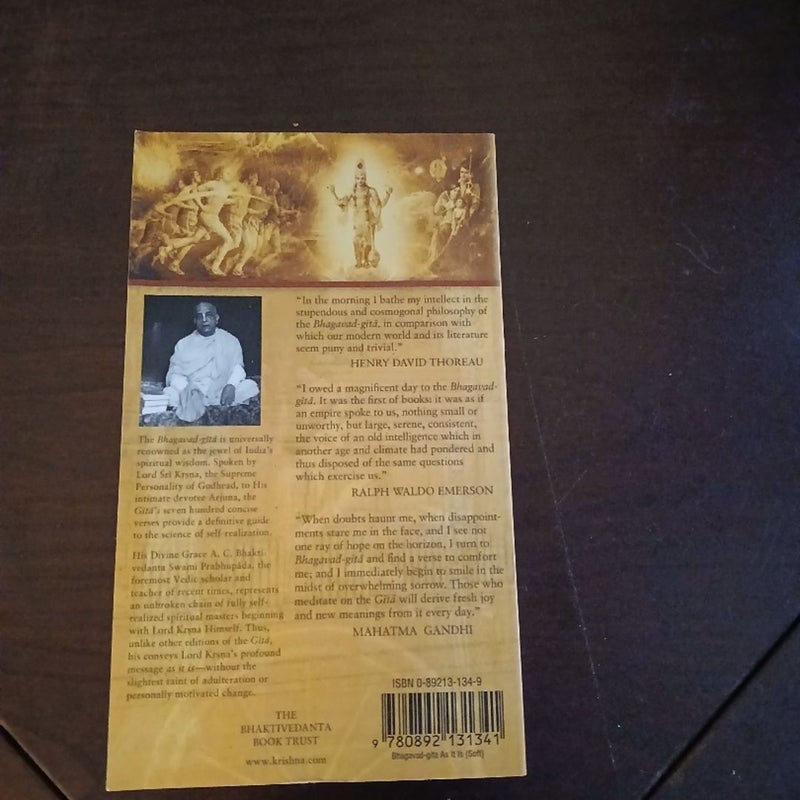 The Bhagavad-gītā is universally
renowned as the jewel of India's
spiritual wisdom. Spoken by
Lord Śrī Kṛṣṇa, the Supreme
Personality of Godhead, to His
intimate devotee Arjuna, the
Gītā's seven hundred concise
verses provide a definitive guide
to the science of self-realization.
His Divine Grace A. C. Bhakti-
vedanta Swami Prabhupāda, the
foremost Vedic scholar and
teacher of recent times, represents
an unbroken chain of fully self-
realized spiritual masters beginning
with Lord Kṛṣṇa Himself. Thus,
unlike other editions of the Gītā,
his conveys Lord Kṛṣṇa's profound
message as it is—without the
slightest taint of adulteration or
personally motivated change.
"In the morning I bathe my intellect in the
stupendous and cosmogonal philosophy of
the Bhagavad-gītā, in comparison with
which our modern world and its literature
seem puny and trivial."
HENRY DAVID THOREAU
"I owed a magnificent day to the Bhagavad-
gītā. It was the first of books; it was as if
an empire spoke to us, nothing small or
unworthy, but large, serene, consistent,
the voice of an old intelligence which in
another age and climate had pondered and
thus disposed of the same questions
which exercise us."
RALPH WALDO EMERSON
"When doubts haunt me, when disappoint-
ments stare me in the face, and I see not
one ray of hope on the horizon, I turn to
Bhagavad-gītā and find a verse to comfort
me; and I immediately begin to smile in the
midst of overwhelming sorrow. Those who
meditate on the Gītā will derive fresh joy
and new meanings from it every day."
MAHATMA GANDHI
THE
BHAKTIVEDANTA
BOOK TRUST
www.krishna.com
ISBN 0-89213-134-9
9 780892 131341
Bhagavad-gita As It Is (Soft)